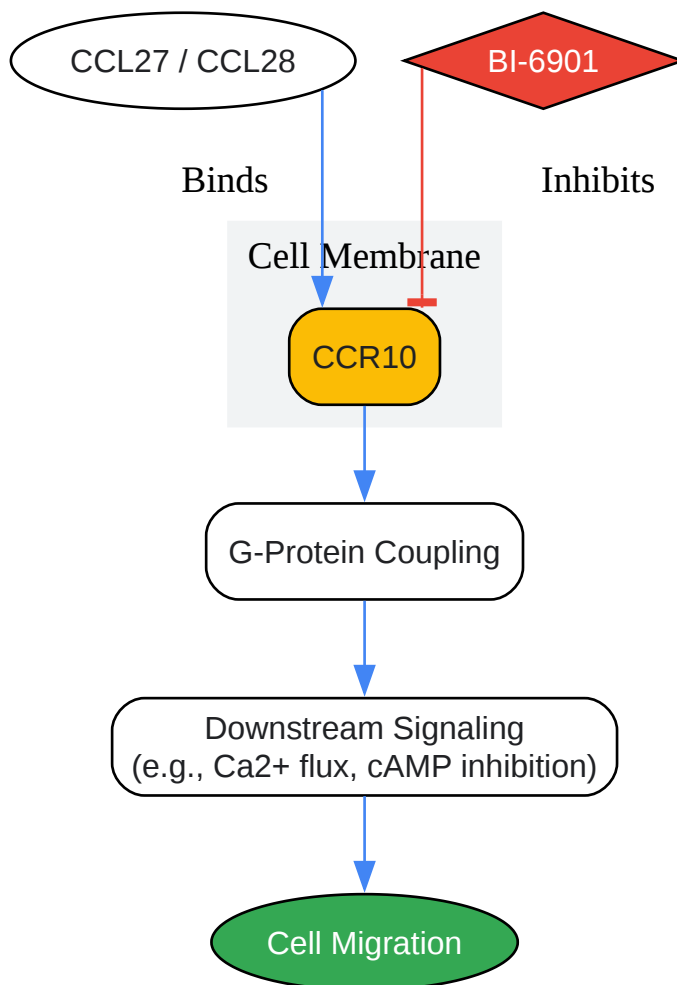 CCL27 / CCL28
BI-6901
Binds
Inhibits
Cell Membrane
CCR10
G-Protein Coupling
Downstream Signaling
(e.g., Ca2+ flux, cAMP inhibition)
Cell Migration